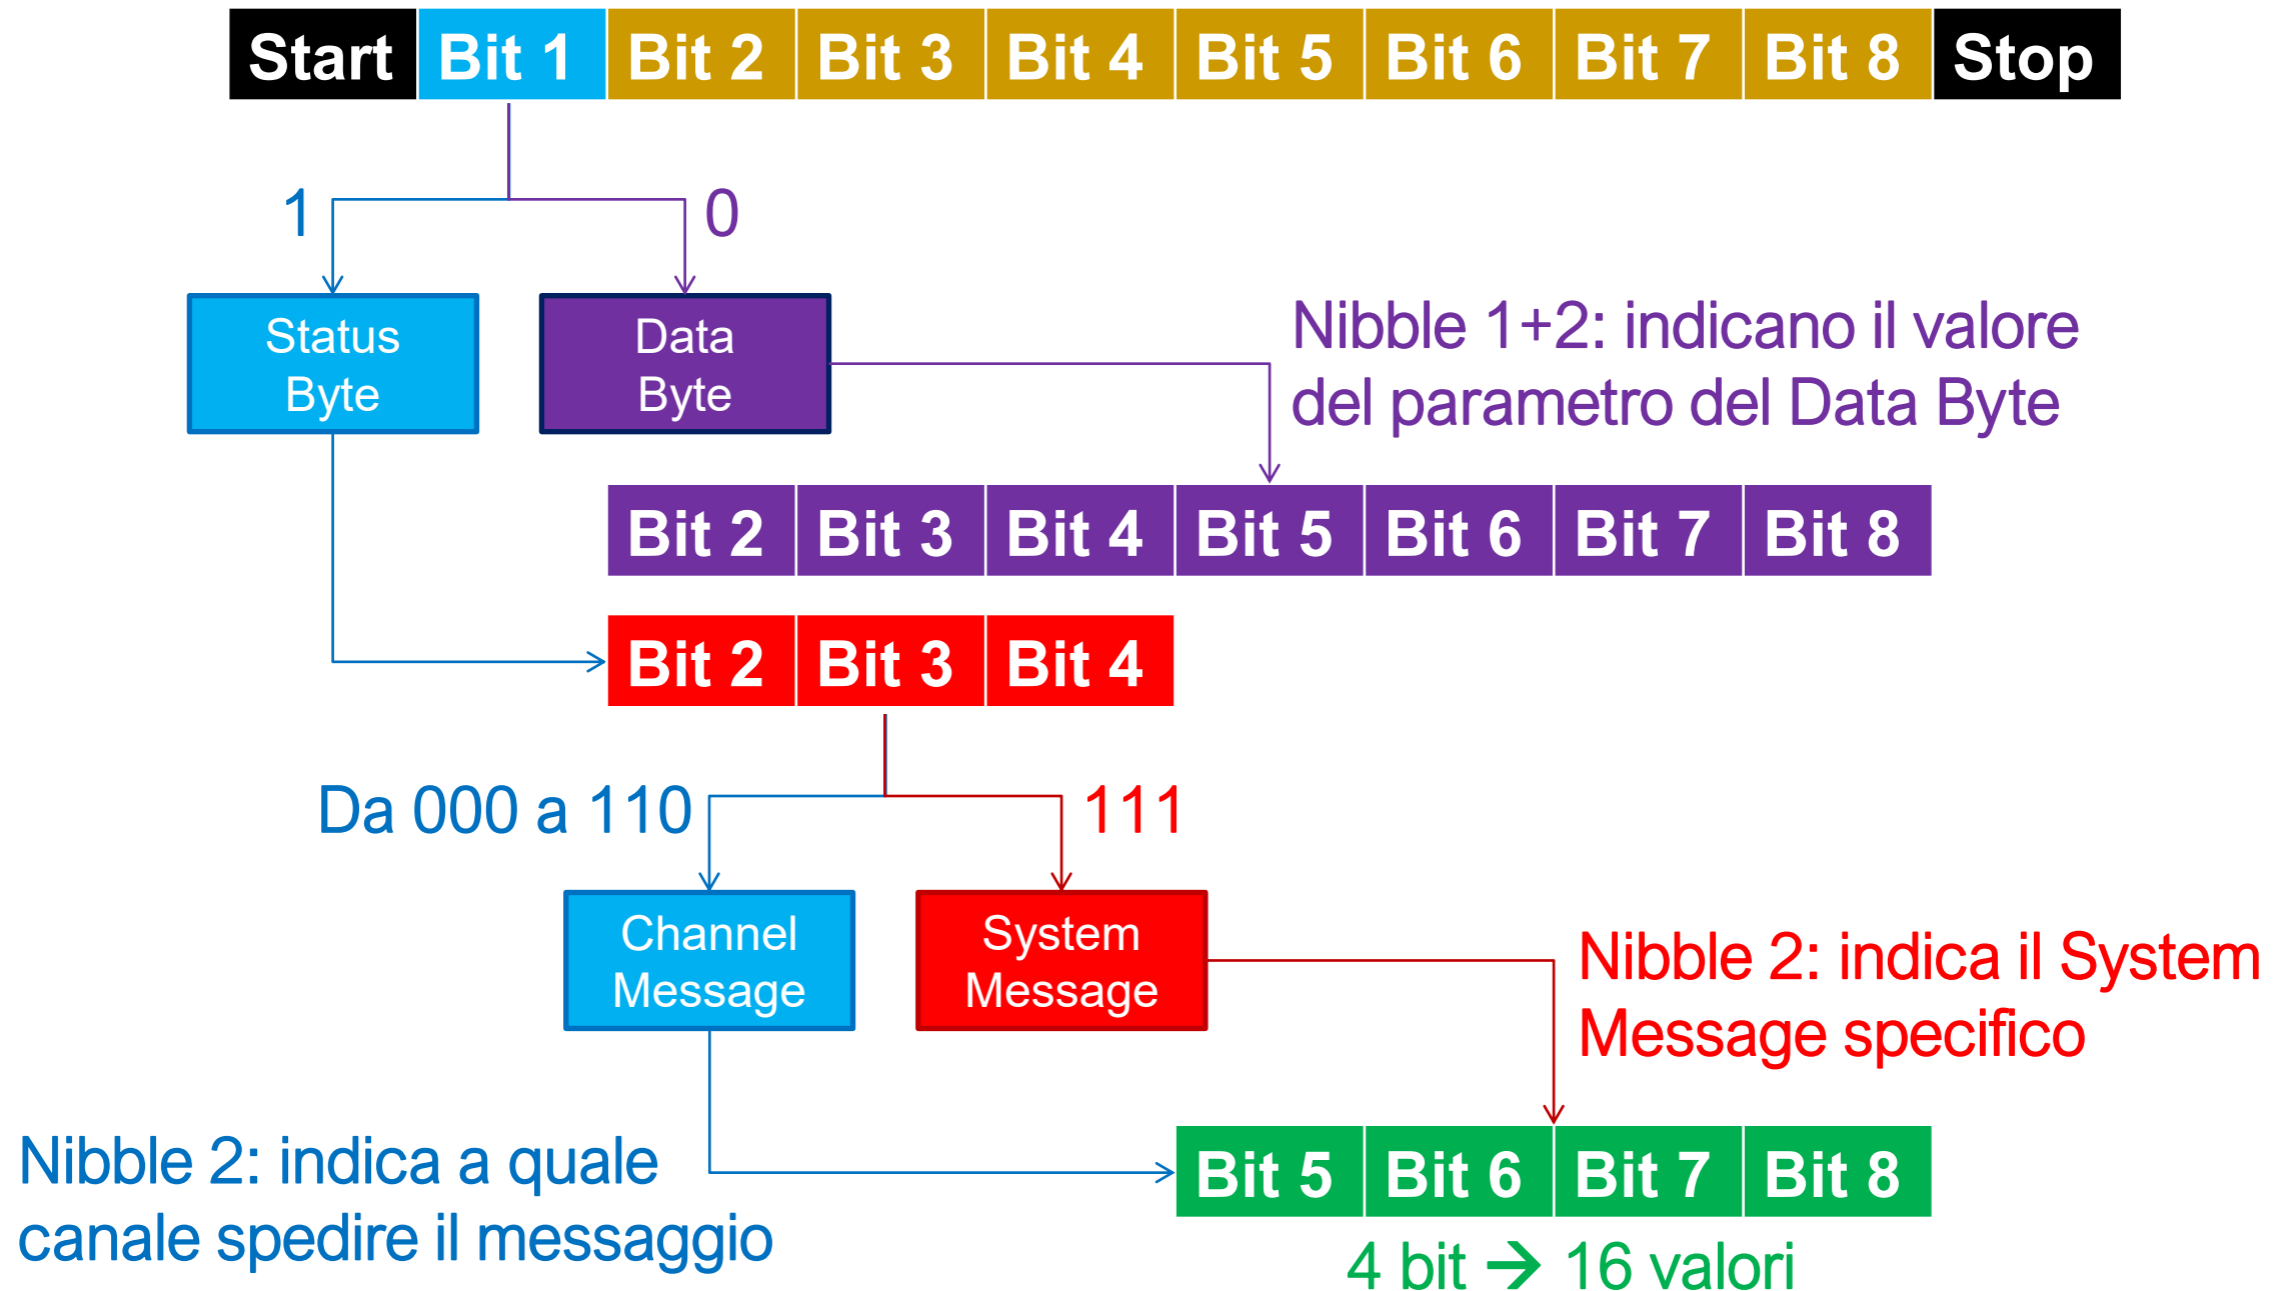 Start Bit 1 Bit 2 Bit 3 Bit 4 Bit 5 Bit 6 Bit 7 Bit 8 Stop
1 0
Status
Byte
Data
Byte
Nibble 1+2: indicano il valore
del parametro del Data Byte
Bit 2 Bit 3 Bit 4 Bit 5 Bit 6 Bit 7 Bit 8
Bit 2 Bit 3 Bit 4
Da 000 a 110 111
Channel
Message
System
Message
Nibble 2: indica il System
Message specifico
Nibble 2: indica a quale
canale spedire il messaggio
Bit 5 Bit 6 Bit 7 Bit 8
4 bit → 16 valori